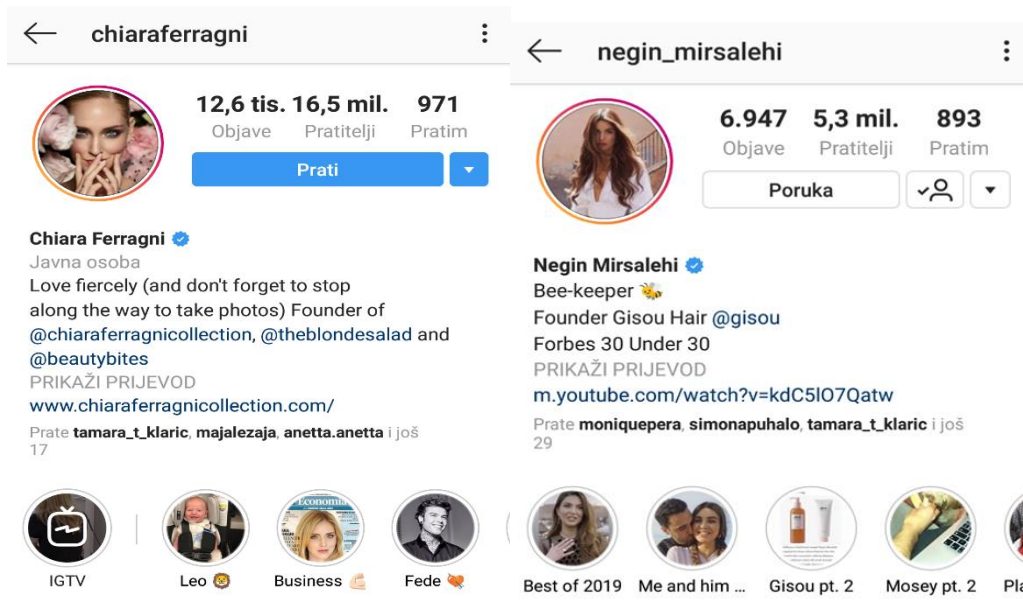 chiaraferragni
12,6 tis. 16,5 mil. 971
Objave Pratitelji Pratim
Prati
Chiara Ferragni
Javna osoba
Love fiercely (and don't forget to stop
along the way to take photos) Founder of
@chiaraferragnicollection, @theblondesalad and
@beautybites
PRIKAŽI PRIJEVOD
www.chiaraferragnicollection.com/
Prate tamara_t_klaric, majalezaja, anetta.anetta i još
17
Economia
IGTV Leo 🦁 Business 💪🏻 Fede 💘
negin_mirsalehi
6.947 5,3 mil. 893
Objave Pratitelji Pratim
Poruka
Negin Mirsalehi
Bee-keeper 🐝
Founder Gisou Hair @gisou
Forbes 30 Under 30
PRIKAŽI PRIJEVOD
m.youtube.com/watch?v=kdC5lO7Qatw
Prate moniquepera, simonapuhalo, tamara_t_klaric i još
29
Best of 2019 Me and him ... Gisou pt. 2 Mosey pt. 2 Pla